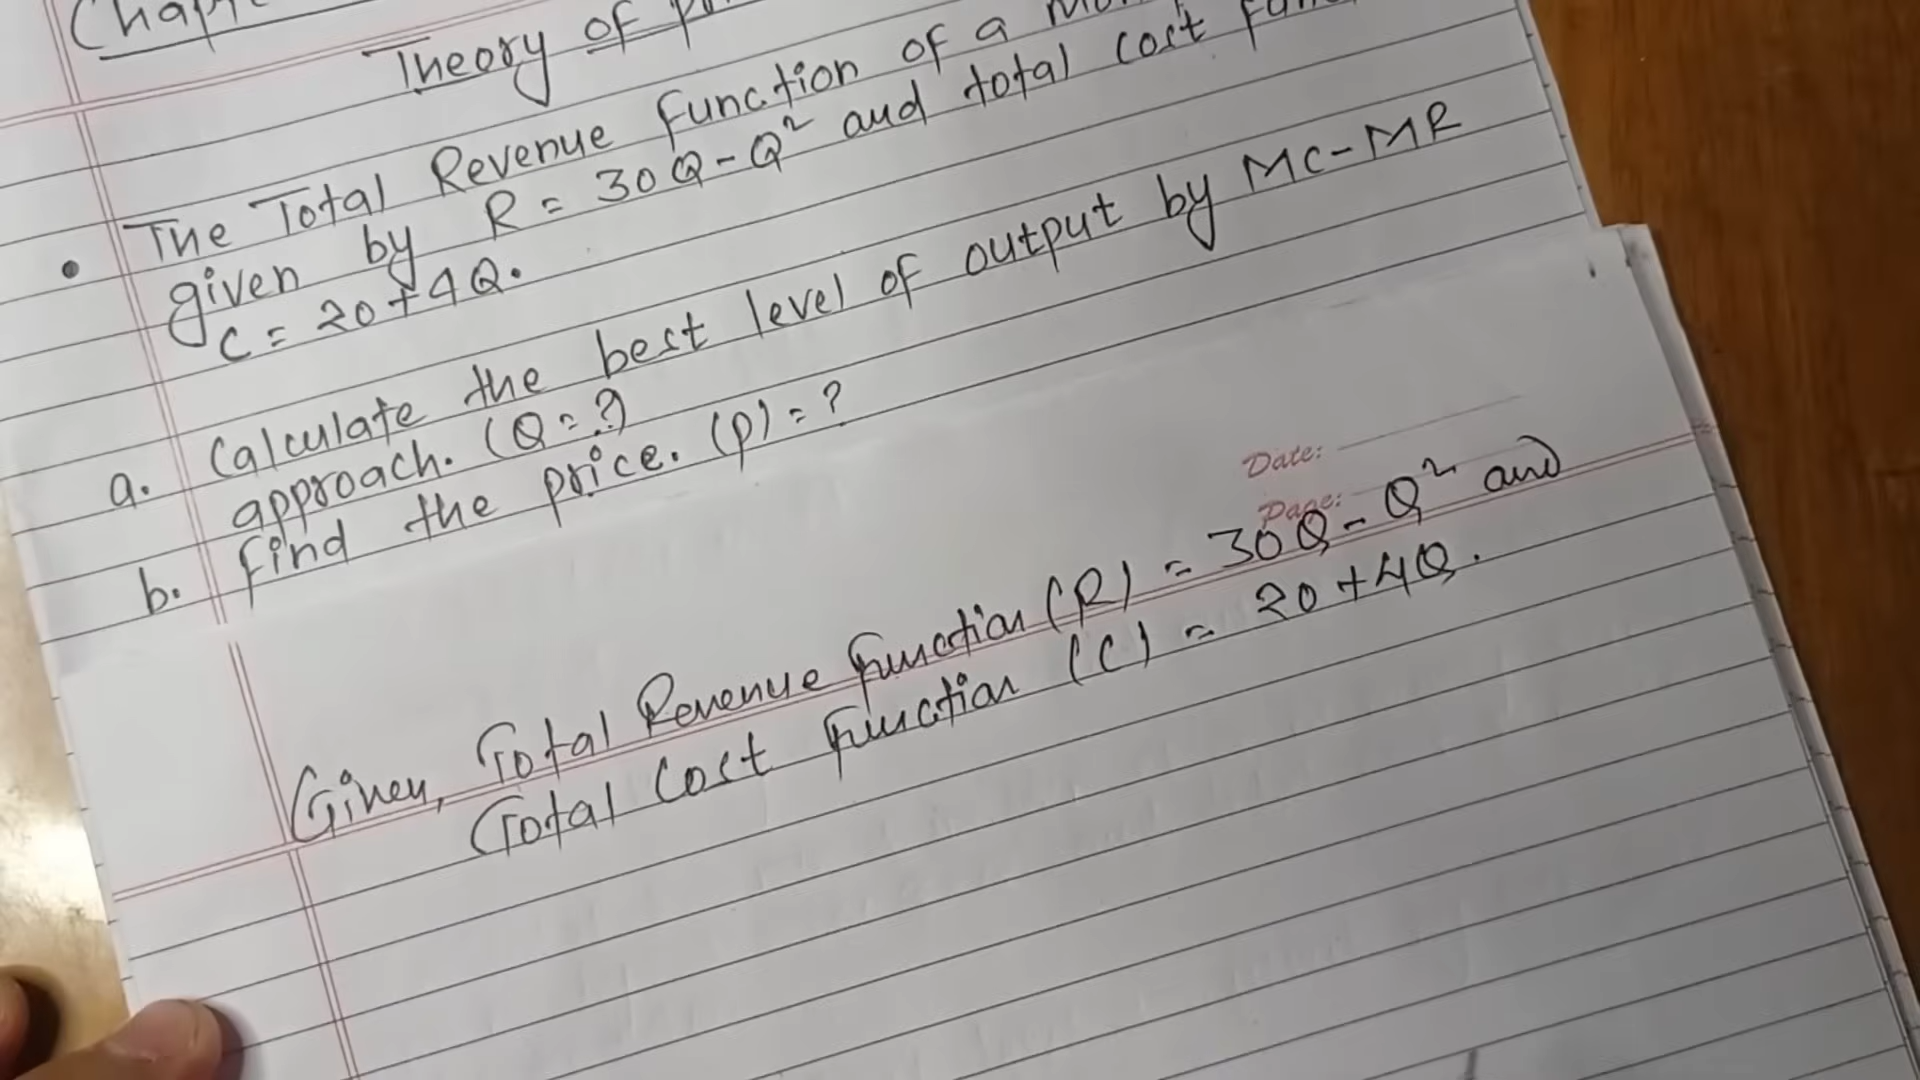 Theory of
The Total Revenue function of a
given by R = 30Q - Q² and total cost
C = 20 + 4Q.
a. Calculate the best level of output by MC-MR
approach. (Q = ?)
b. find the price. (P) = ?
Date:
Page:
Given, Total Revenue function (R) = 30Q - Q² and
Total Cost function (C) = 20 + 4Q.